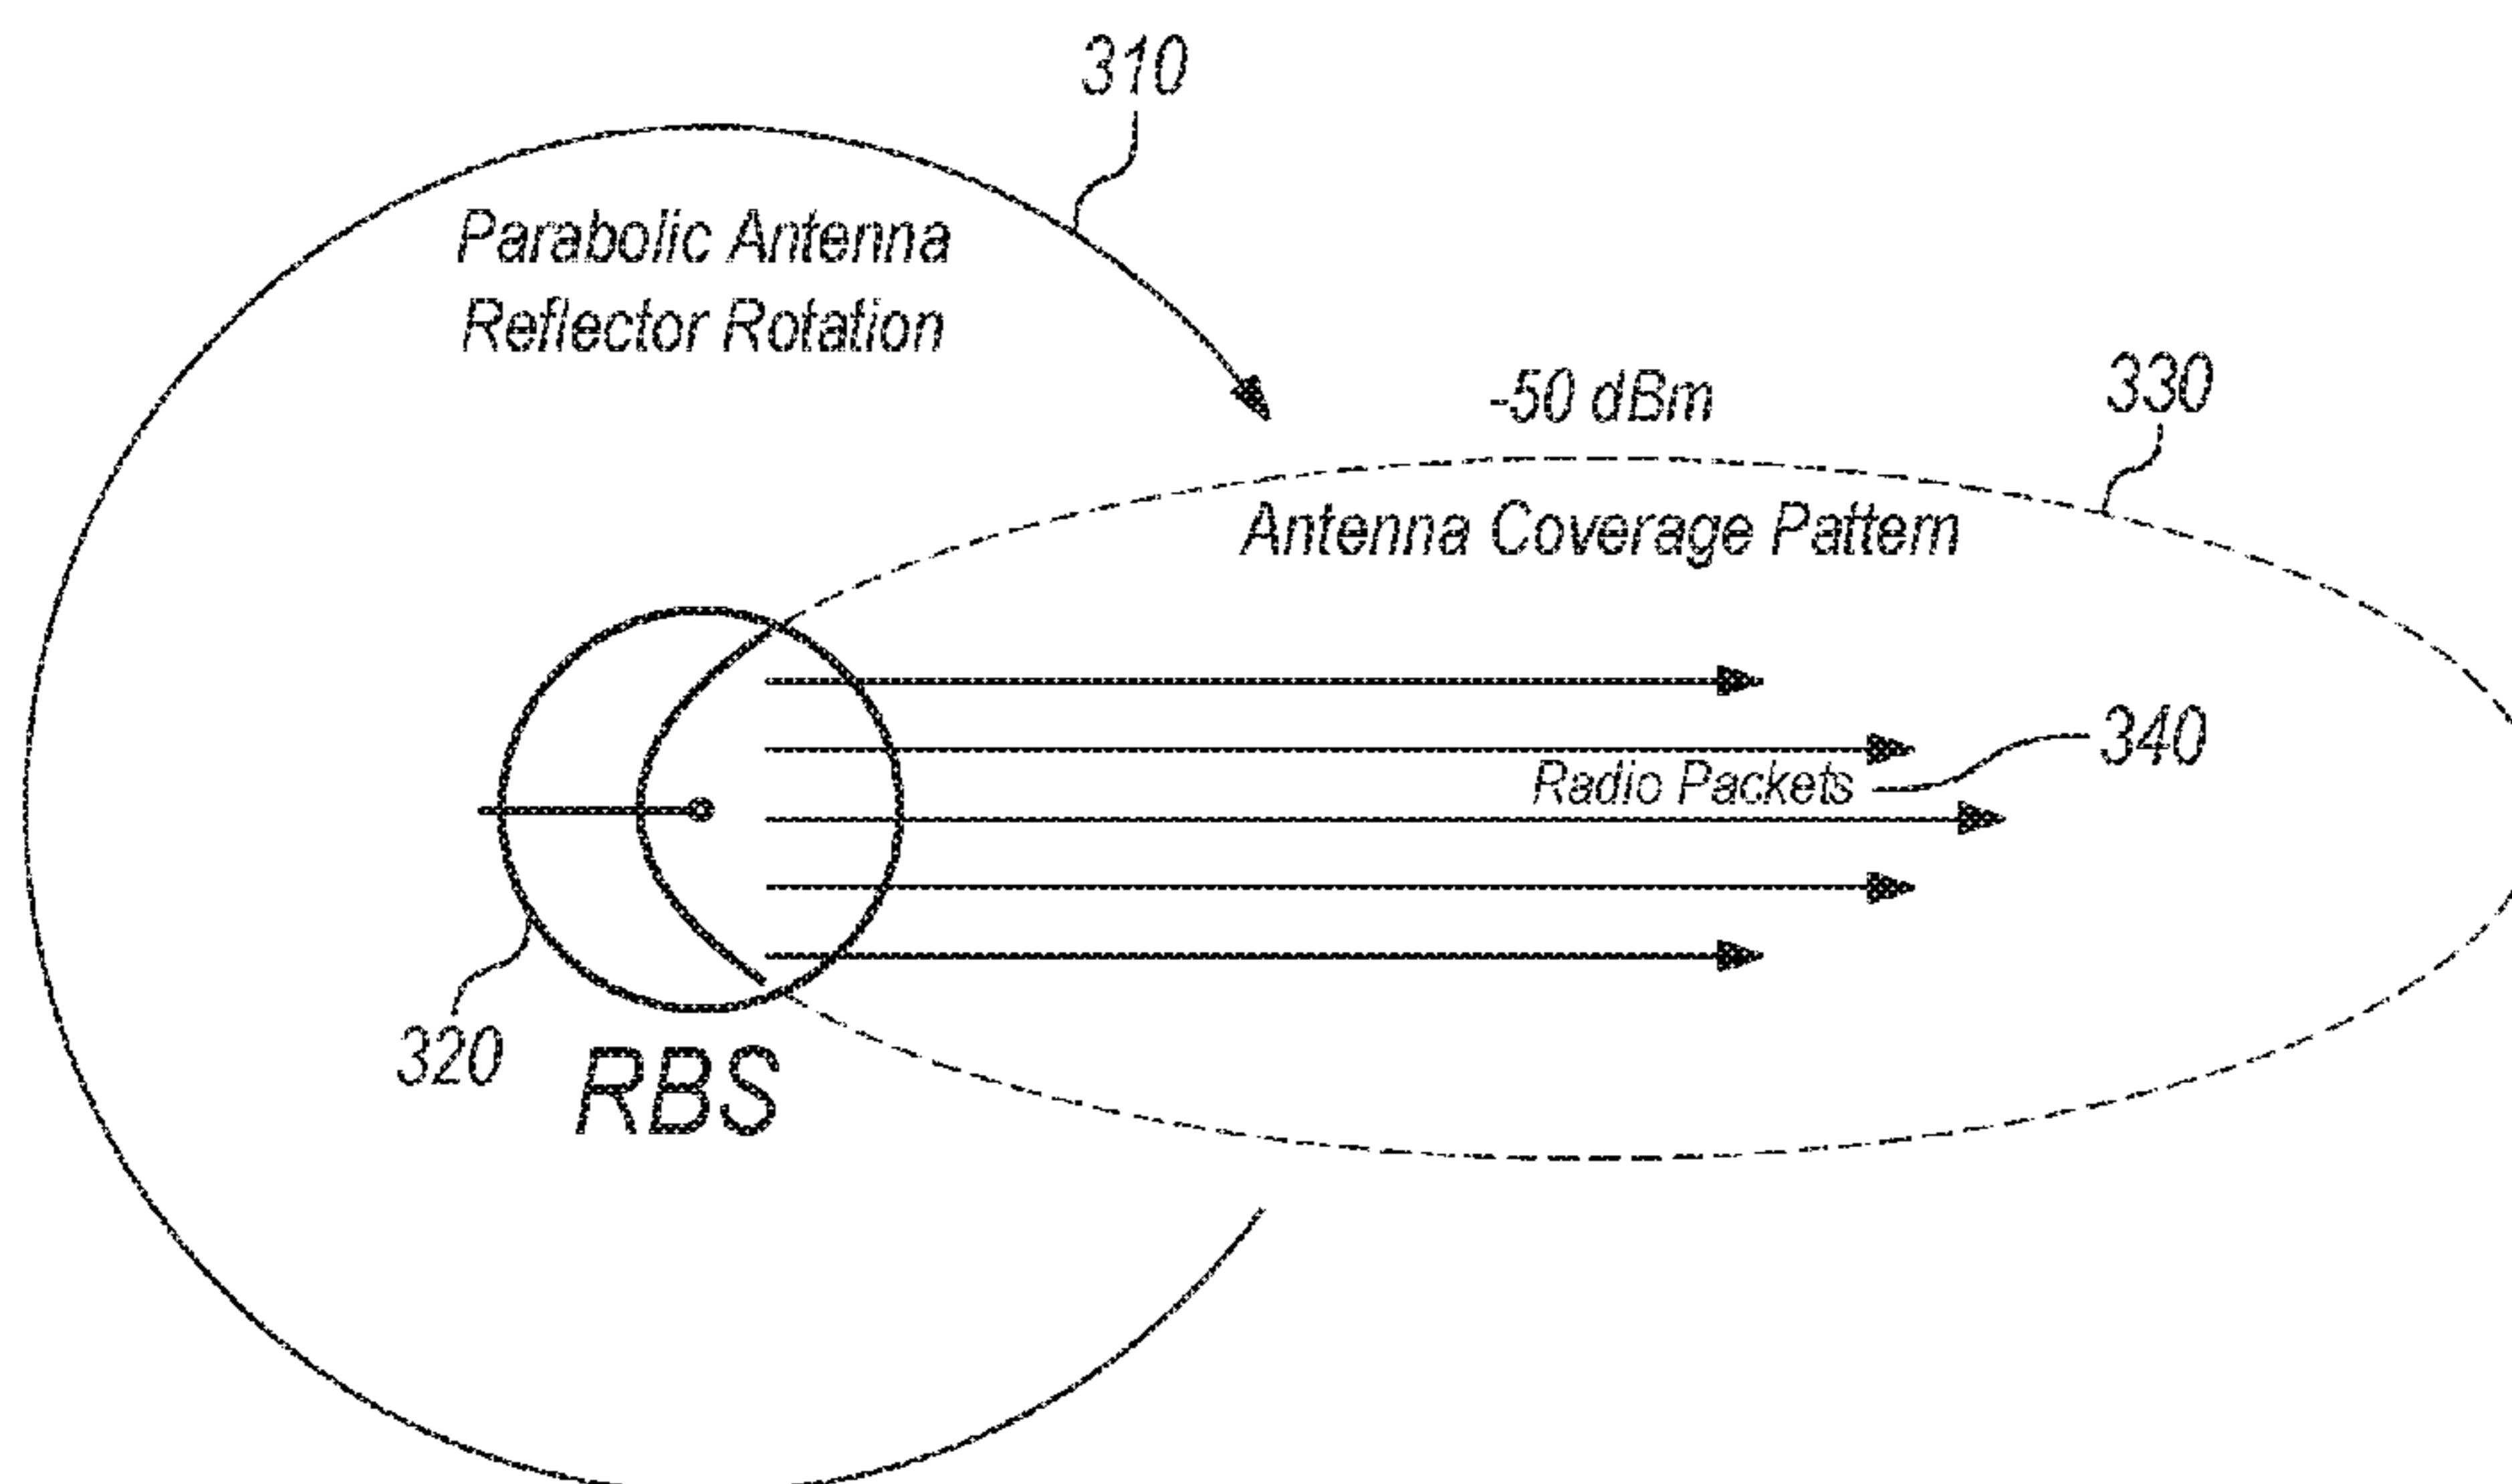 310
Parabolic Antenna
Reflector Rotation
-50 dBm
330
Antenna Coverage Pattern
340
Radio Packets
320
RBS